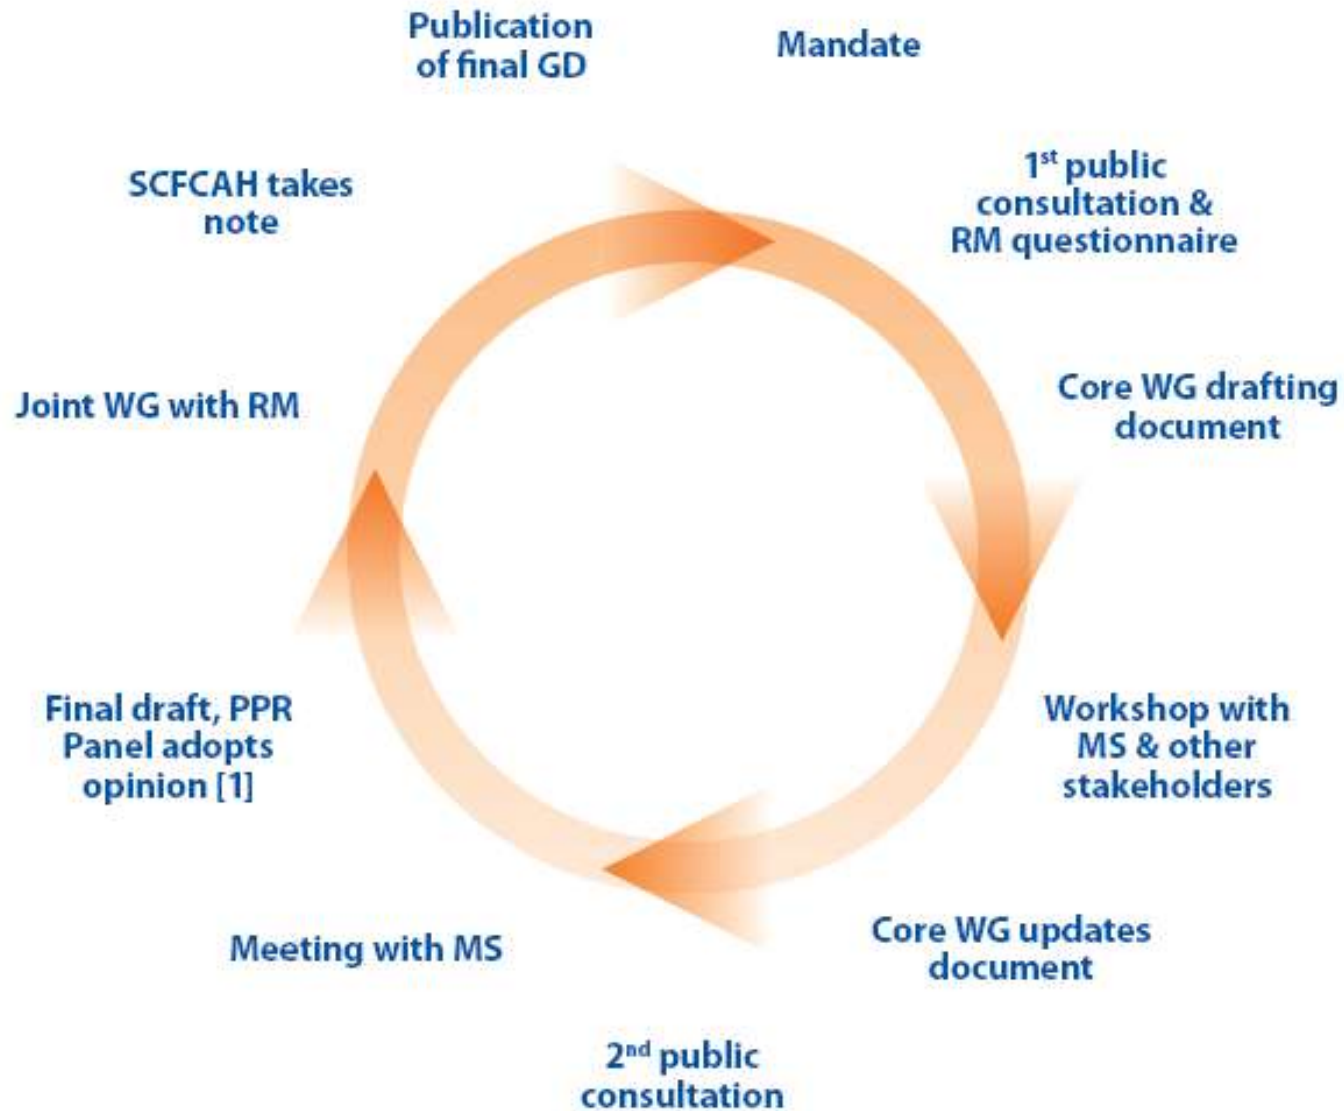 Publication
of final GD
Mandate
1st public
consultation &
RM questionnaire
Core WG drafting
document
Workshop with
MS & other
stakeholders
Core WG updates
document
2nd public
consultation
Meeting with MS
Final draft, PPR
Panel adopts
opinion [1]
Joint WG with RM
SCFCAH takes
note